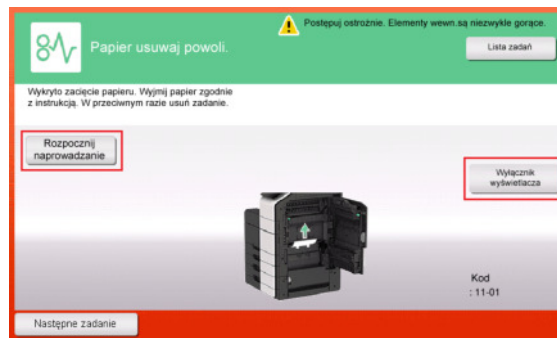 Postępuj ostrożnie. Elementy wewn.są niezwykle gorące.
Papier usuwaj powoli.
Lista zadań
Wykryto zacięcie papieru. Wyjmij papier zgodnie
z instrukcją. W przeciwnym razie usuń zadanie.
Rozpocznij
naprowadzanie
Wyłącznik
wyświetlacza
Kod
: 11-01
Następne zadanie